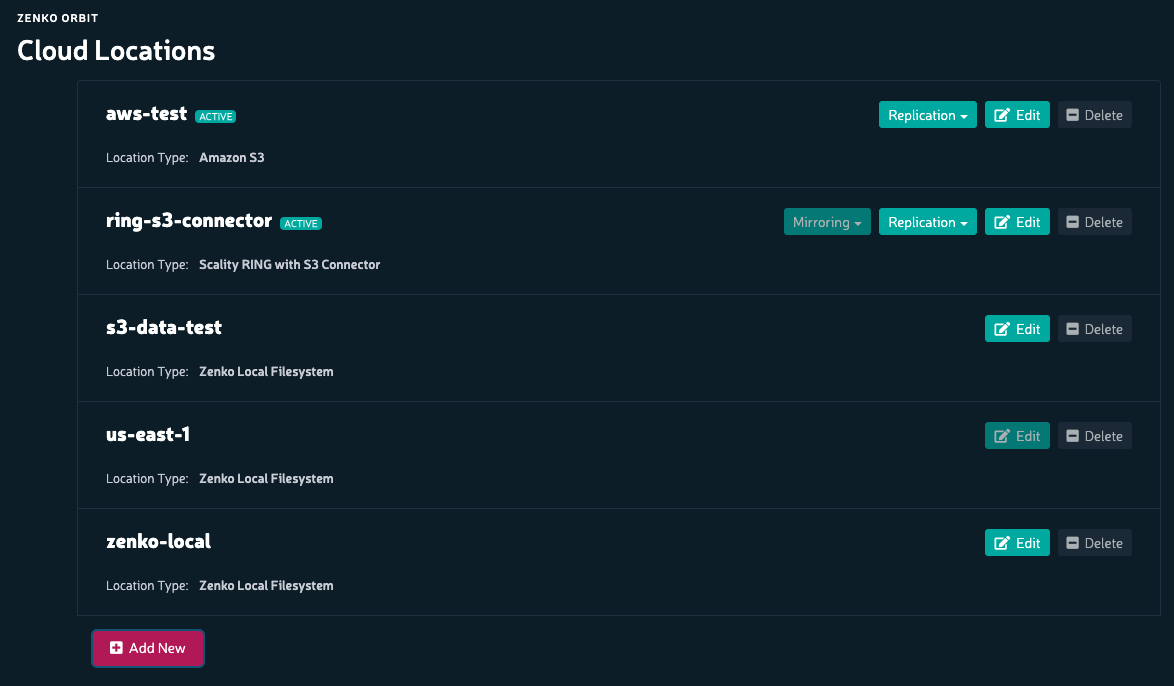 ZENKO ORBIT
Cloud Locations
aws-test ACTIVE Replication Edit Delete
Location Type: Amazon S3
ring-s3-connector ACTIVE Mirroring Replication Edit Delete
Location Type: Scality RING with S3 Connector
s3-data-test Edit Delete
Location Type: Zenko Local Filesystem
us-east-1 Edit Delete
Location Type: Zenko Local Filesystem
zenko-local Edit Delete
Location Type: Zenko Local Filesystem
Add New